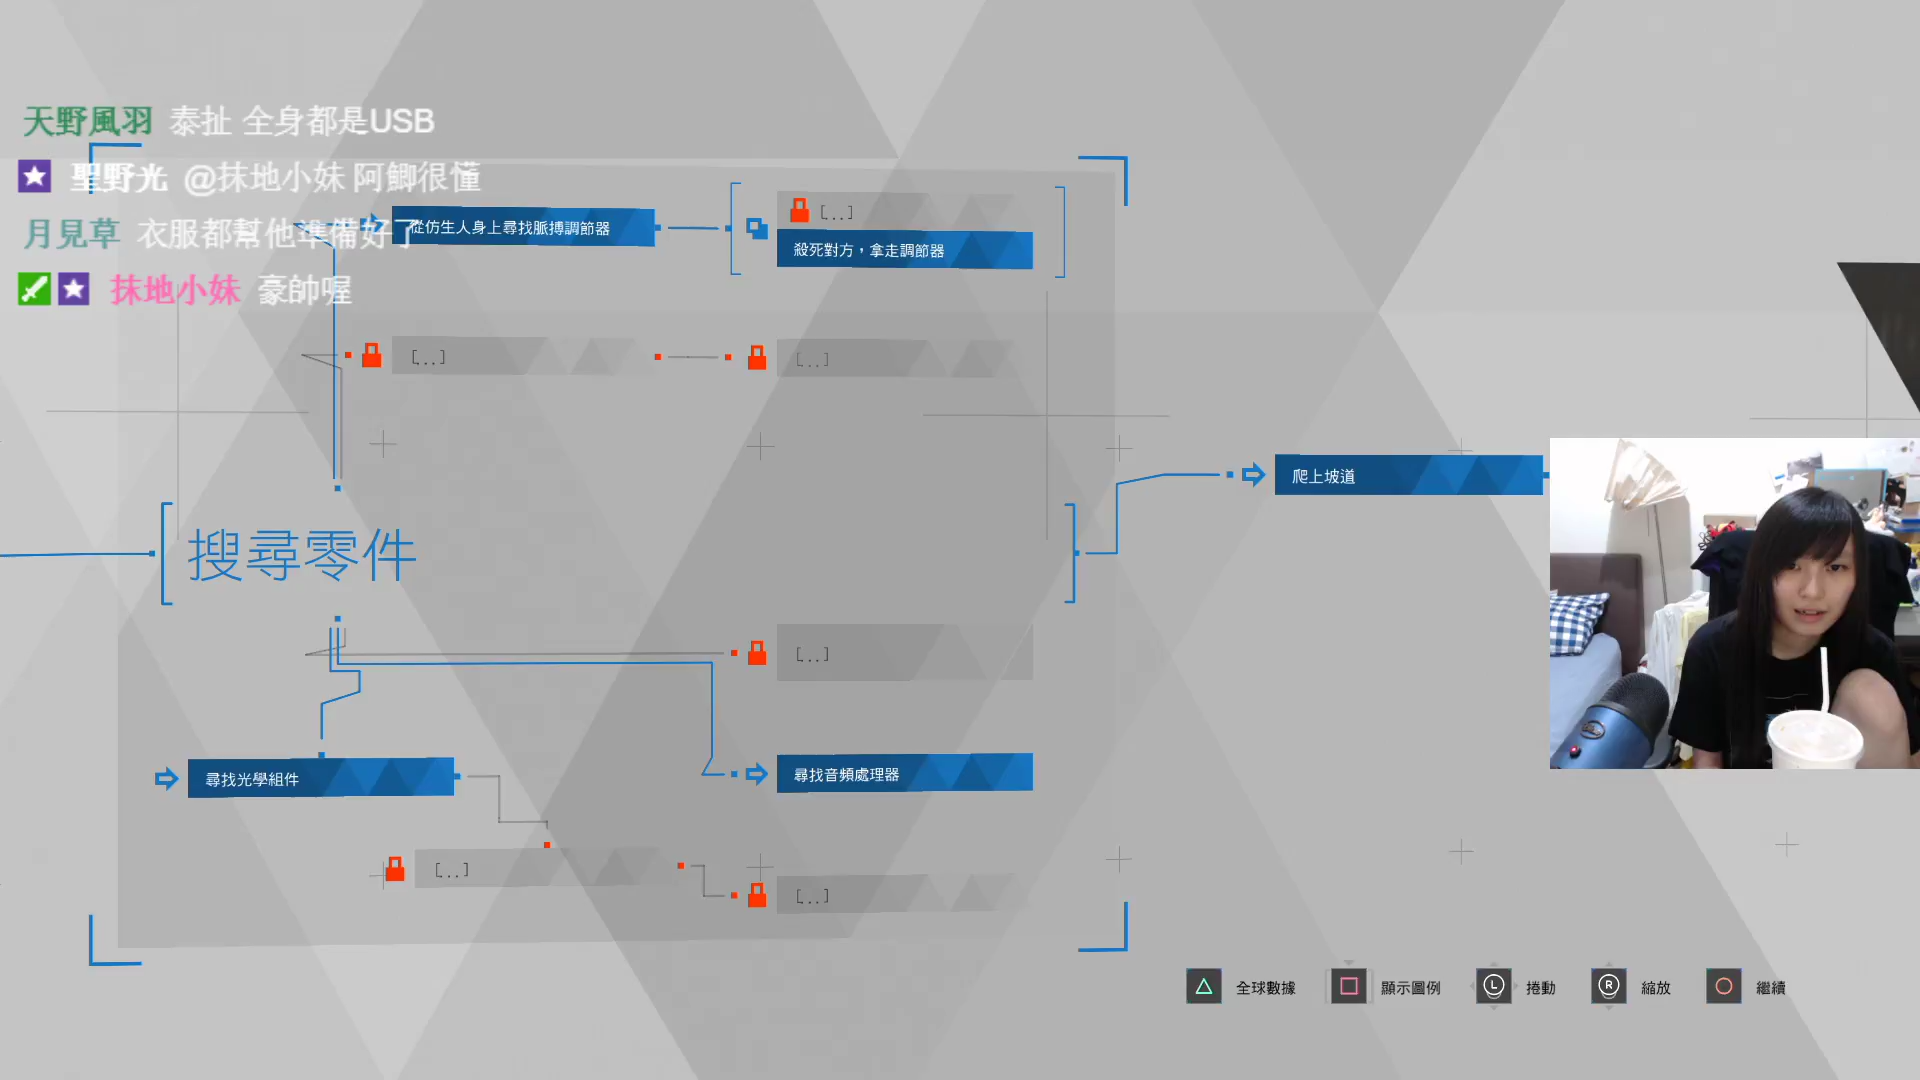 天野風羽 泰扯 全身都是USB
聖野光 @抹地小妹 阿鯽很懂
月見草 衣服都幫他準備好了
抹地小妹 豪帥喔
從仿生人身上尋找脈搏調節器
[...]
殺死對方，拿走調節器
[...]
[...]
爬上坡道
搜尋零件
[...]
尋找光學組件
尋找音頻處理器
[...]
[...]
全球數據
顯示圖例
L 捲動
R 縮放
繼續